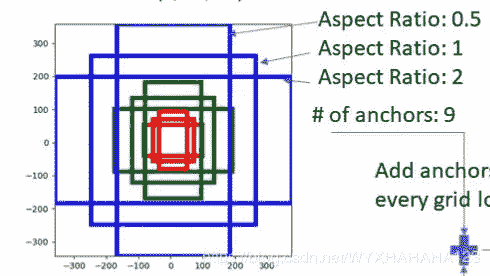 Aspect Ratio: 0.5
Aspect Ratio: 1
Aspect Ratio: 2
# of anchors: 9
Add anchors
every grid lo
300
200
100
0
−100
−200
−300
−300 −200 −100 0 100 200 300